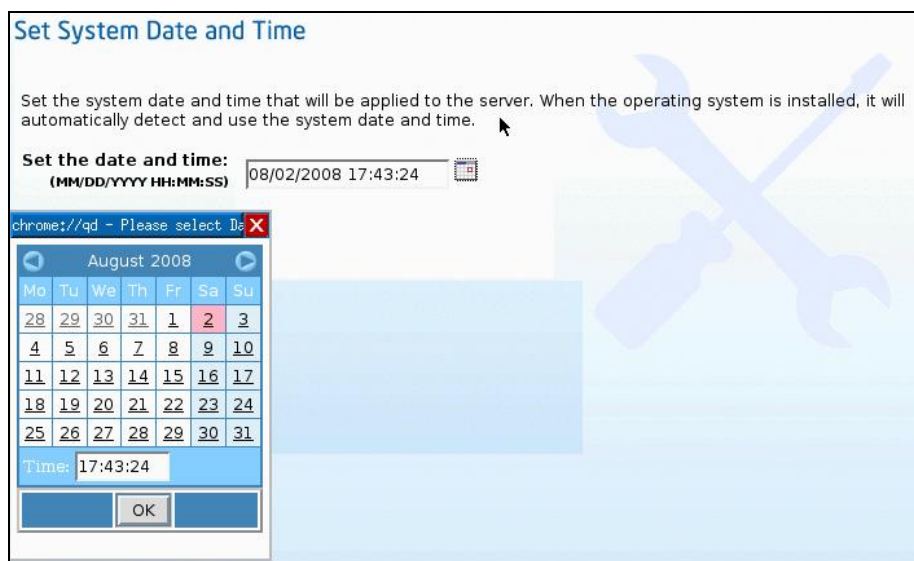 Set System Date and Time
Set the system date and time that will be applied to the server. When the operating system is installed, it will
automatically detect and use the system date and time.
Set the date and time:
(MM/DD/YYYY HH:MM:SS)
08/02/2008 17:43:24
chrome://qd - Please select Da
August 2008
Mo Tu We Th Fr Sa Su
28 29 30 31 1 2 3
4 5 6 7 8 9 10
11 12 13 14 15 16 17
18 19 20 21 22 23 24
25 26 27 28 29 30 31
Time: 17:43:24
OK